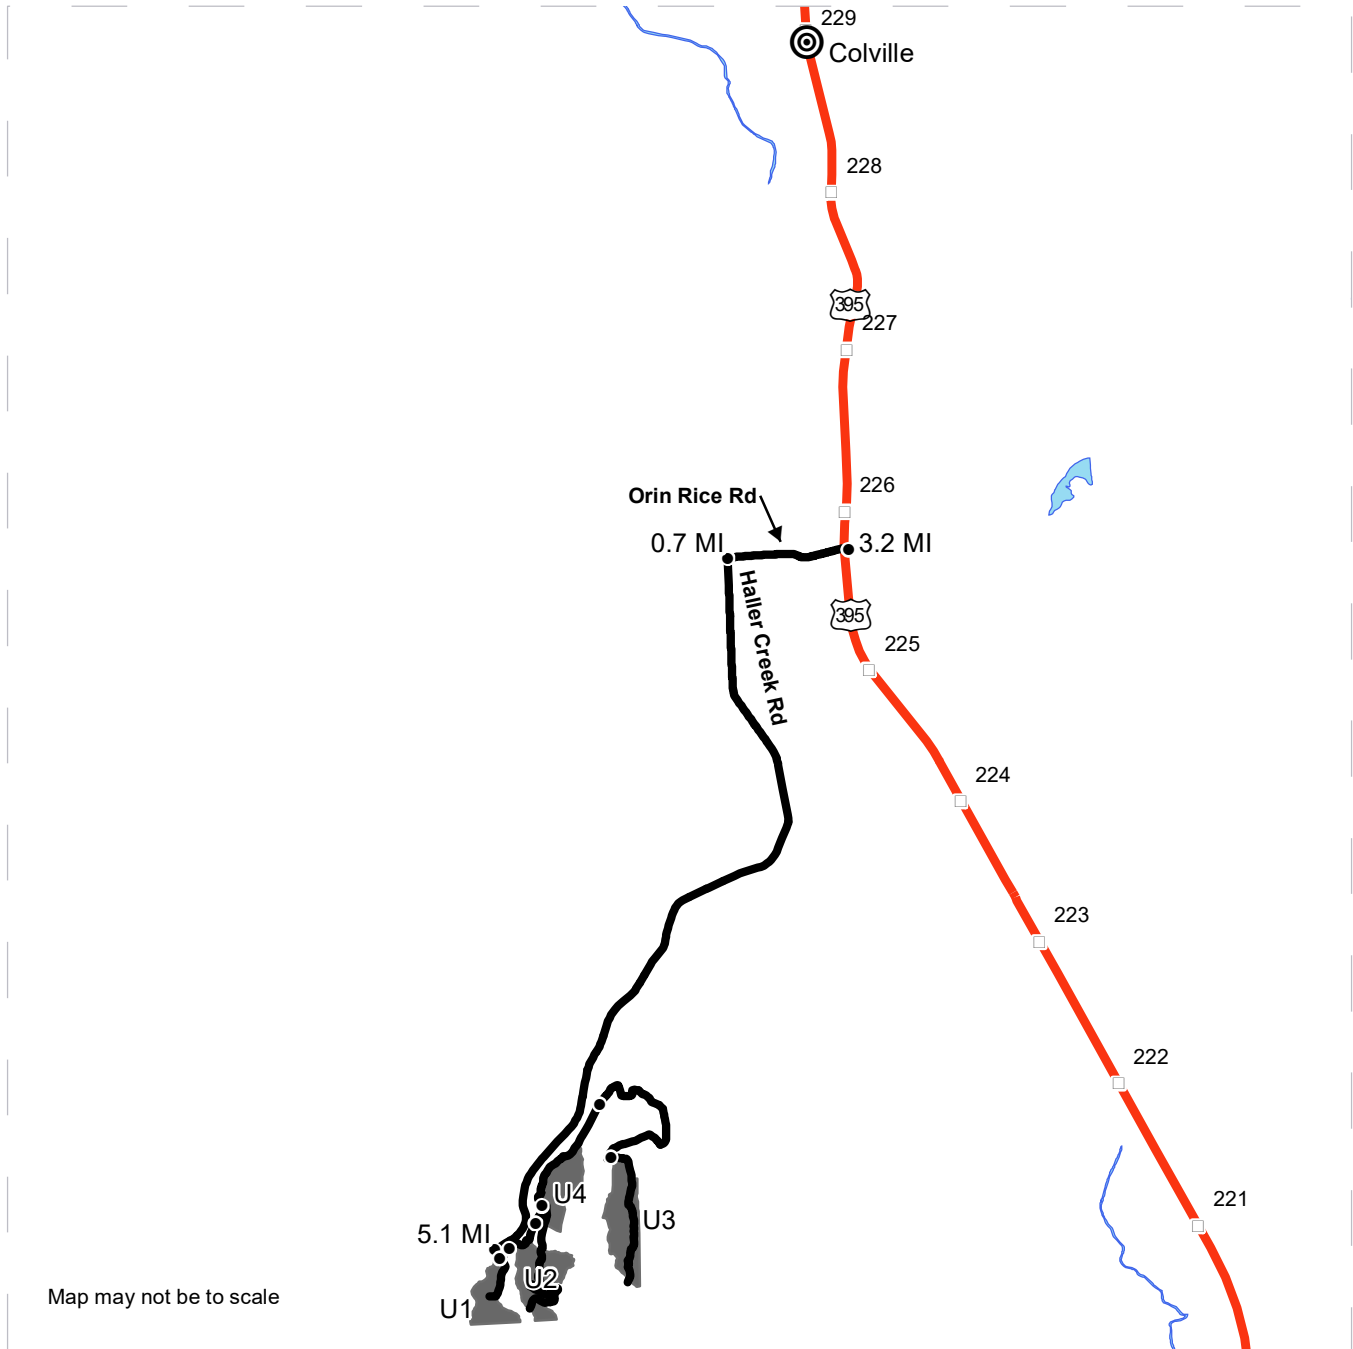 229
Colville
228
395
227
226
Orin Rice Rd
0.7 MI
3.2 MI
Haller Creek Rd
395
225
224
223
222
U4
221
U3
5.1 MI
U2
Map may not be to scale
U1